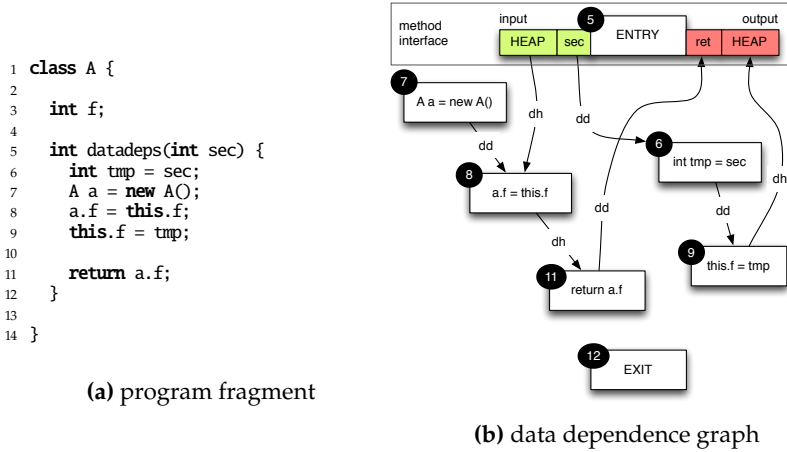 1 class A {
2
3 int f;
4
5 int datadeps(int sec) {
6 int tmp = sec;
7 A a = new A();
8 a.f = this.f;
9 this.f = tmp;
10
11 return a.f;
12 }
13
14 }
(a) program fragment
method
interface
input
output
HEAP
sec
5
ENTRY
ret
HEAP
7
A a = new A()
dh
dd
6
int tmp = sec
dd
8
a.f = this.f
dh
dd
dd
dh
9
this.f = tmp
11
return a.f
12
EXIT
(b) data dependence graph